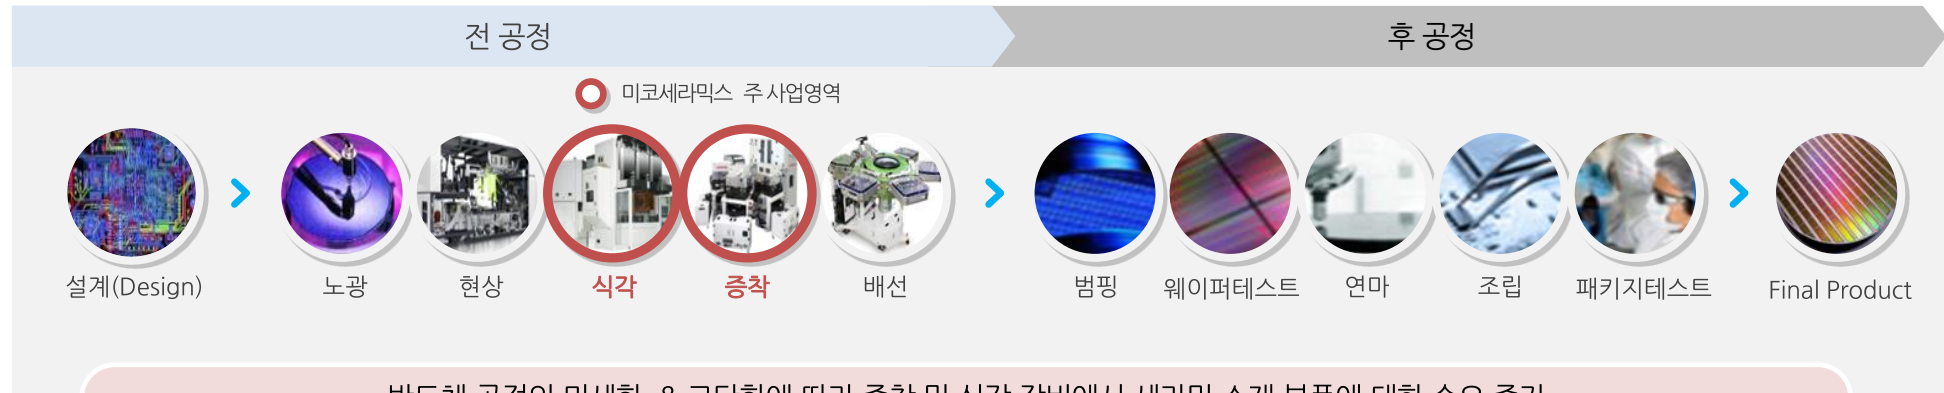 전 공정
후 공정
미코세라믹스 주 사업영역
설계(Design)
노광
현상
식각
증착
배선
범핑
웨이퍼테스트
연마
조립
패키지테스트
Final Product